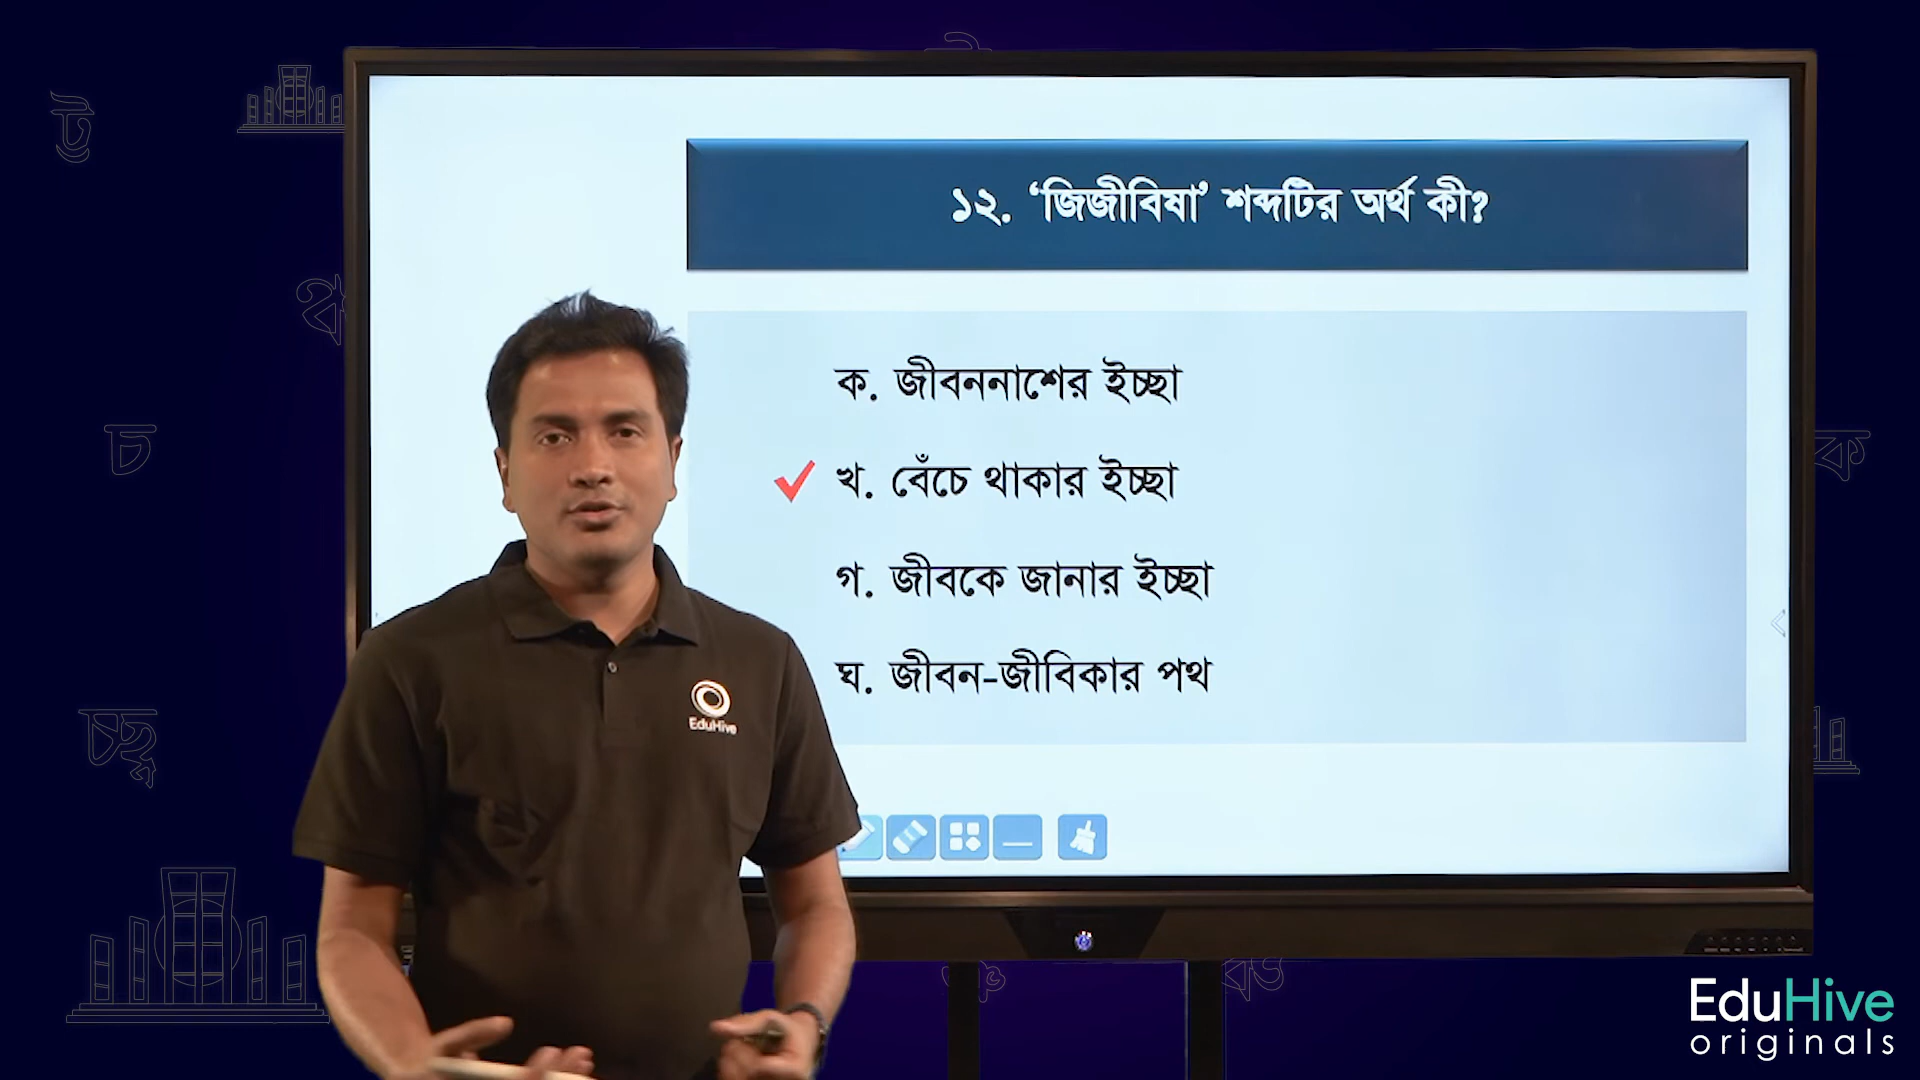 ১২. ‘জিজীবিষা’ শব্দটির অর্থ কী?
ক. জীবননাশের ইচ্ছা
খ. বেঁচে থাকার ইচ্ছা
গ. জীবকে জানার ইচ্ছা
ঘ. জীবন-জীবিকার পথ
EduHive
EduHive
originals
ট্ট
চ
চ্ছ্ব
ক